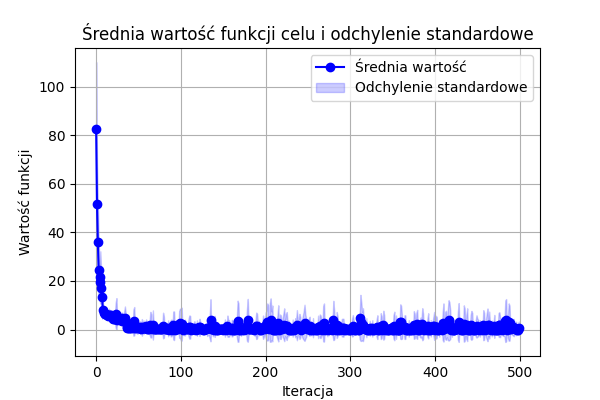 Średnia wartość funkcji celu i odchylenie standardowe
Średnia wartość
Odchylenie standardowe
Wartość funkcji
100
80
60
40
20
0
0 100 200 300 400 500
Iteracja